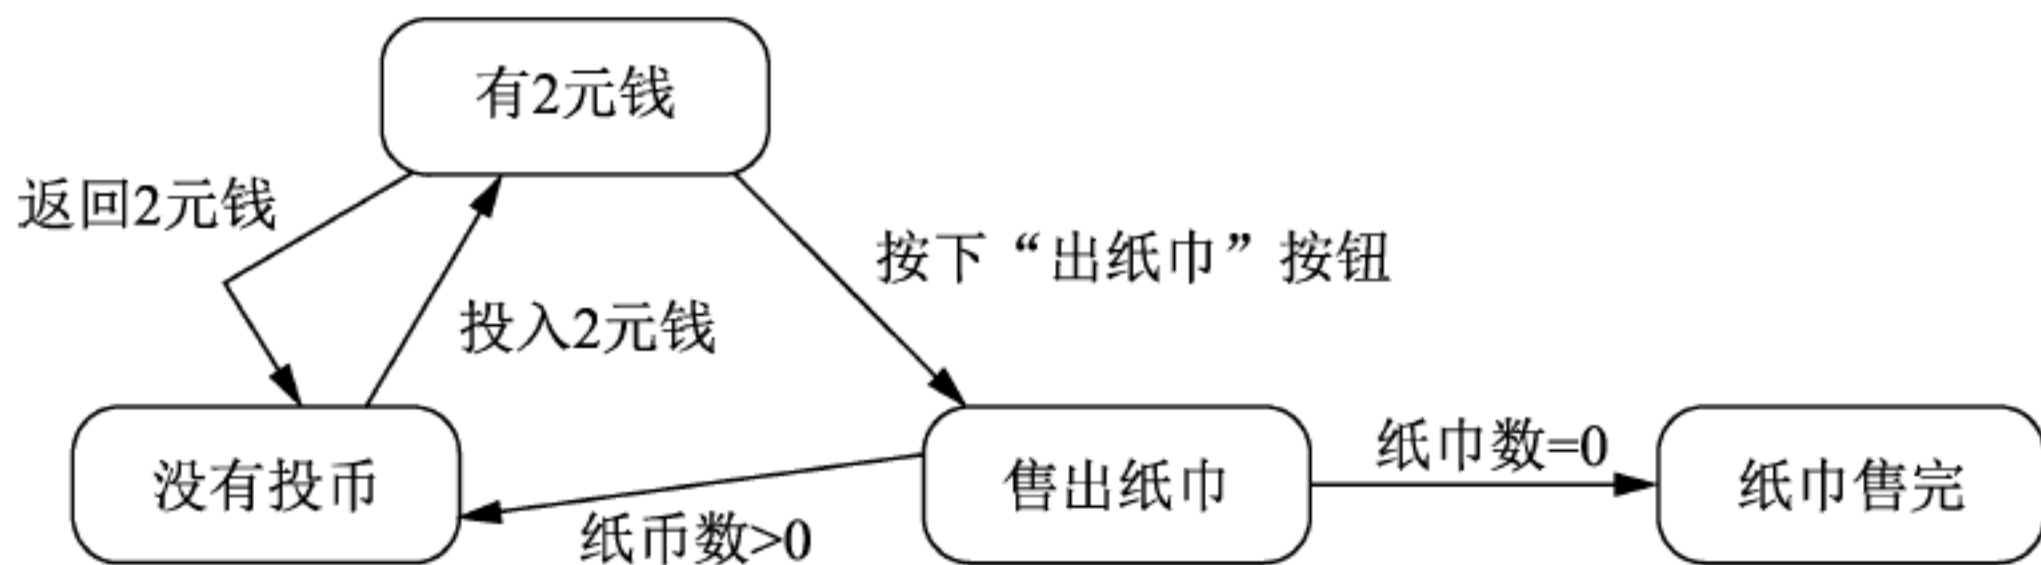 有2元钱
返回2元钱
按下“出纸巾”按钮
投入2元钱
纸巾数=0
没有投币
售出纸巾
纸巾售完
纸币数>0